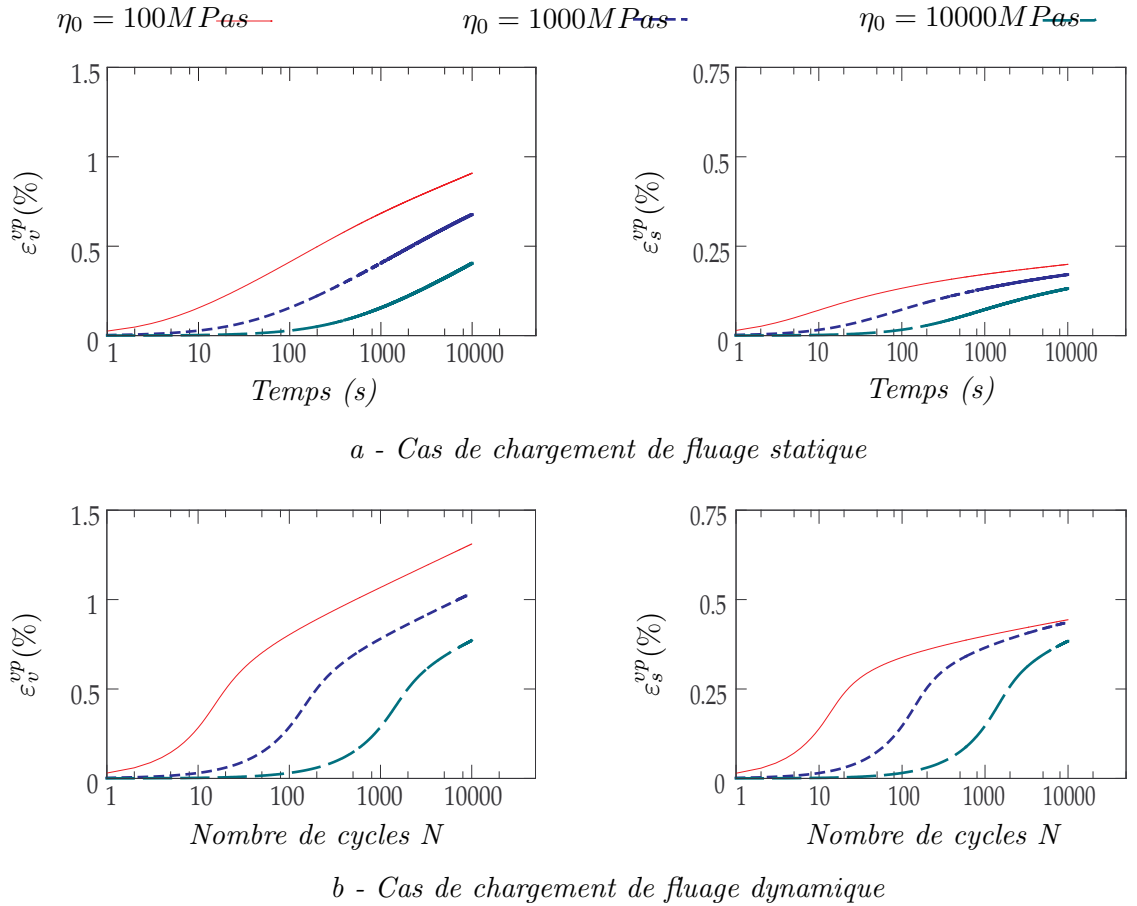 η₀ = 100MPas η₀ = 1000MPas η₀ = 10000MPas
1.5
1
0.5
0
1 10 100 1000 10000
ε_v^{vp}(%)
Temps (s)
0.75
0.5
0.25
0
1 10 100 1000 10000
ε_s^{vp}(%)
Temps (s)
a - Cas de chargement de fluage statique
1.5
1
0.5
0
1 10 100 1000 10000
ε_v^{vp}(%)
Nombre de cycles N
0.75
0.5
0.25
0
1 10 100 1000 10000
ε_s^{vp}(%)
Nombre de cycles N
b - Cas de chargement de fluage dynamique